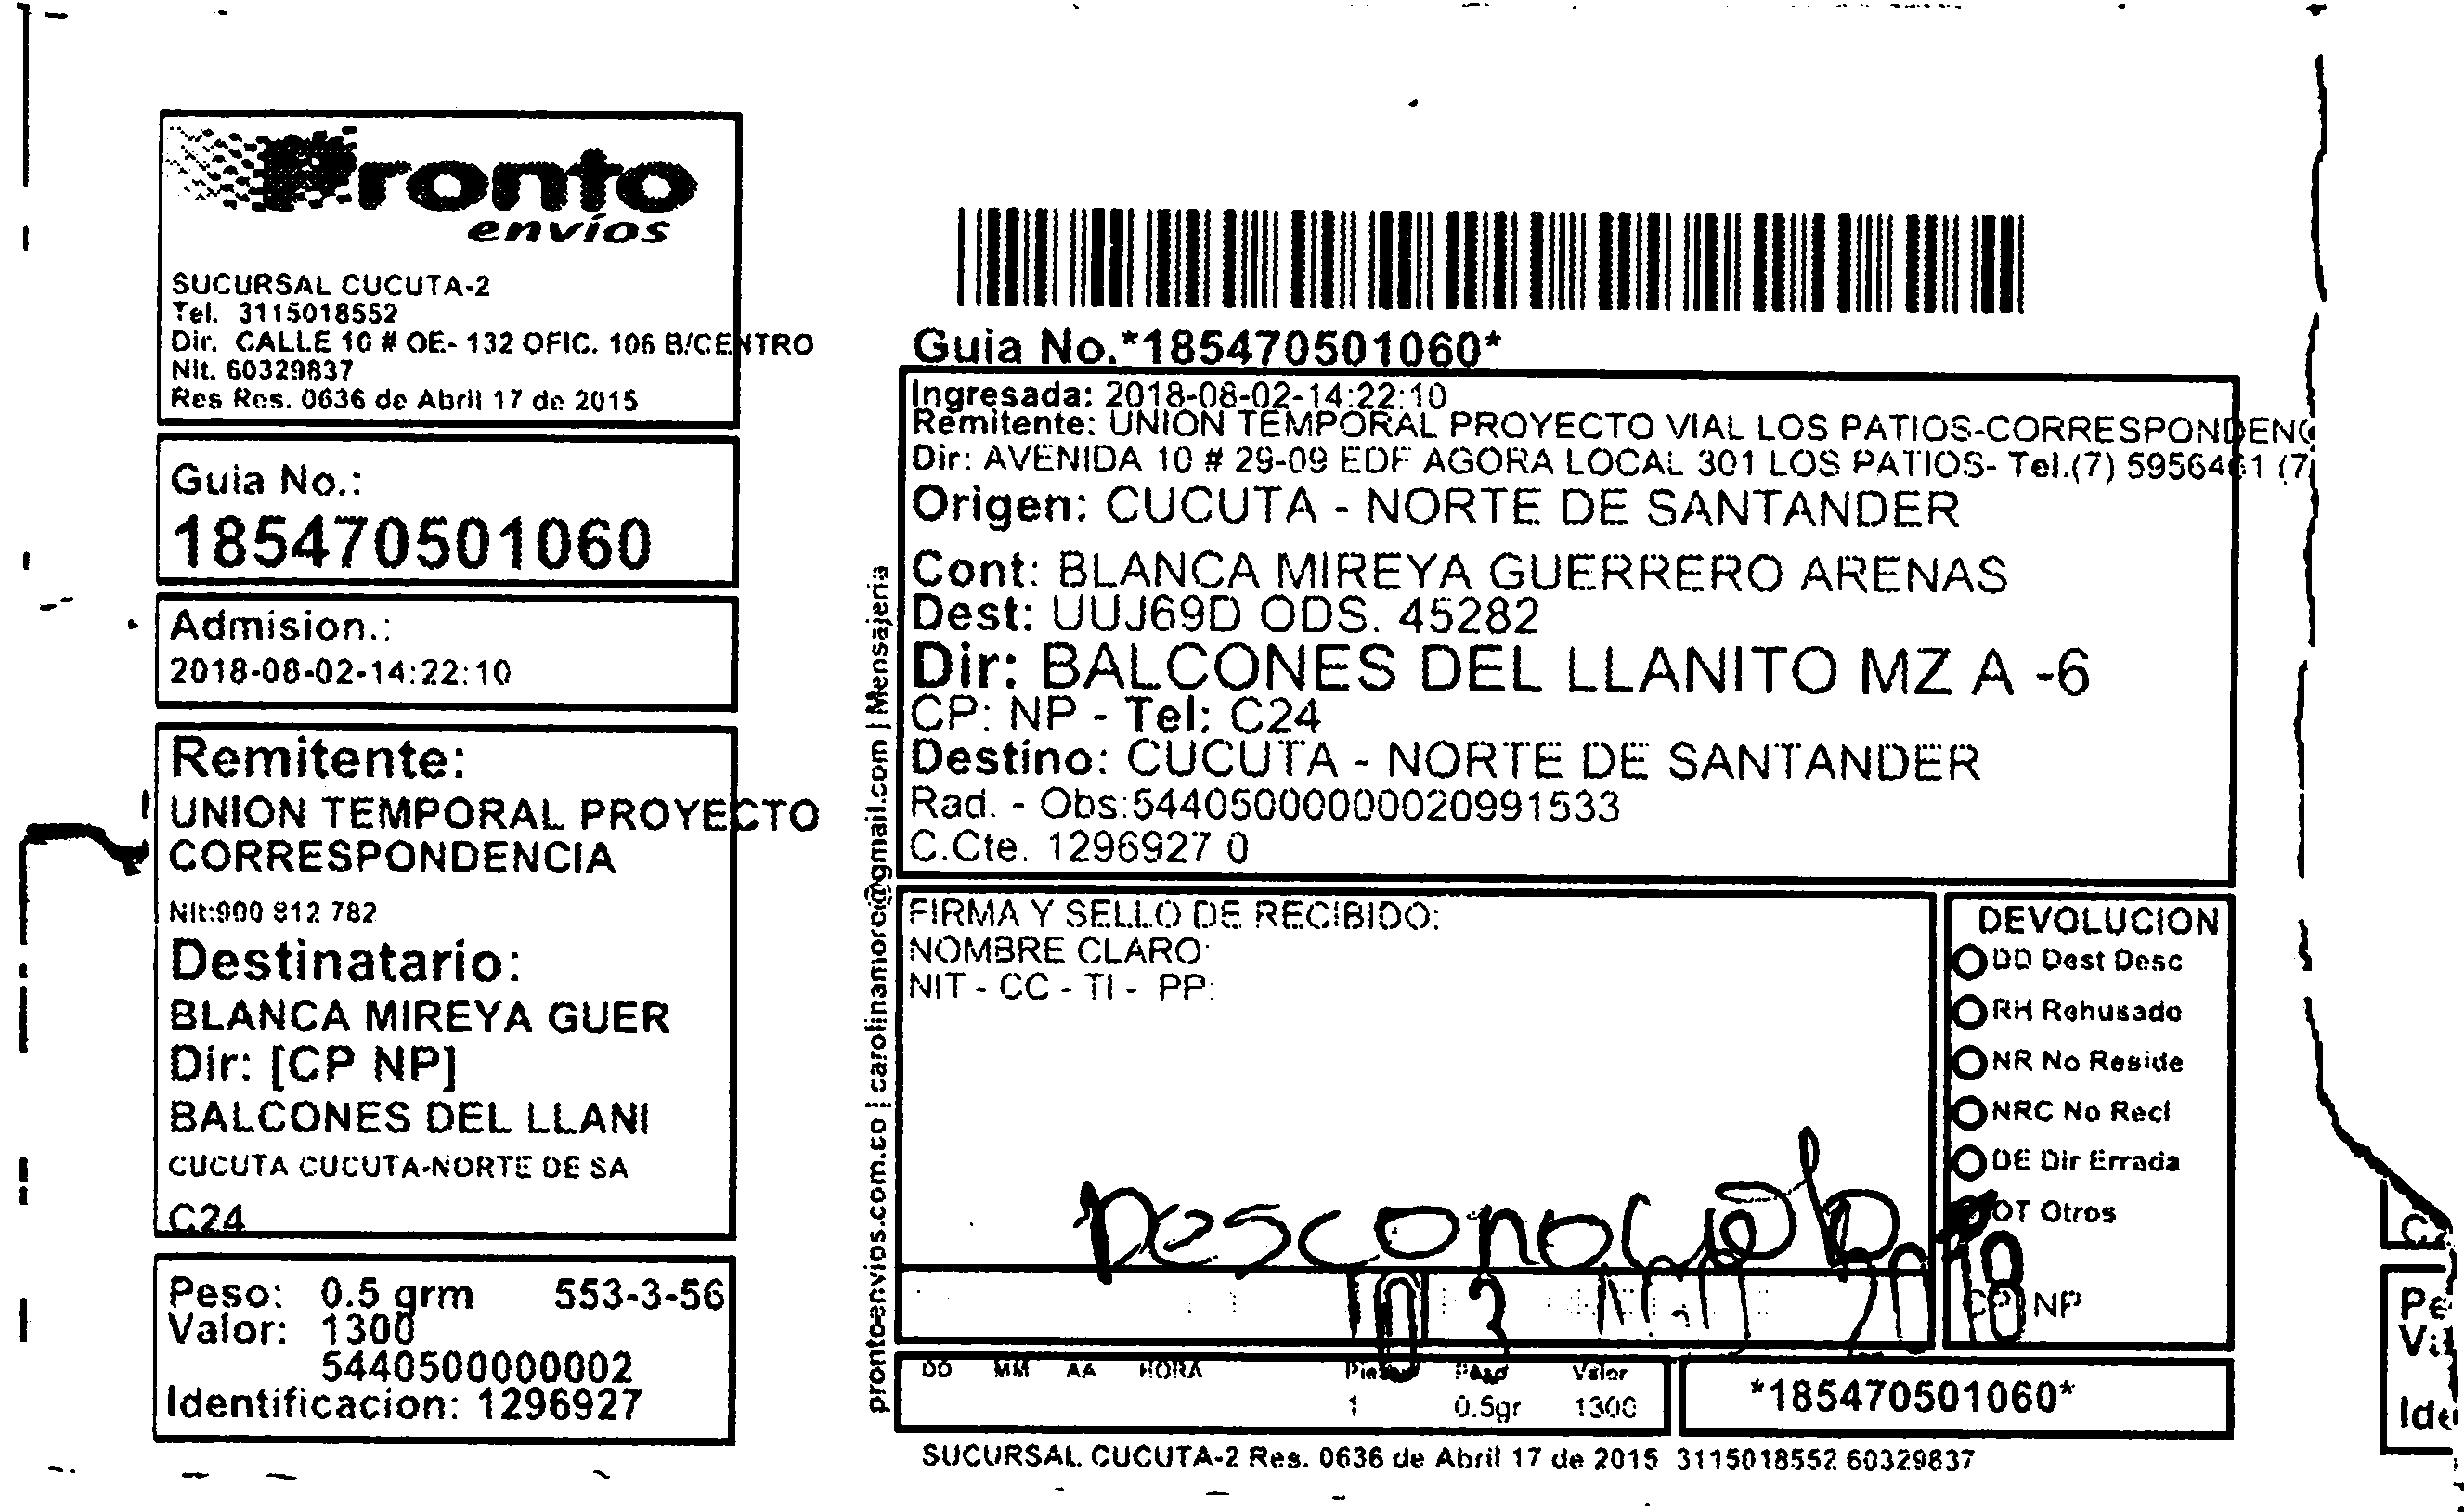 Pronto
envíos
SUCURSAL CUCUTA-2
Tel. 3115018552
Dir. CALLE 10 # OE- 132 OFIC. 106 B/CENTRO
Nit. 60329837
Res Res. 0636 de Abril 17 de 2015
Guia No.:
185470501060
Admision.:
2018-08-02-14:22:10
Remitente:
UNION TEMPORAL PROYECTO
CORRESPONDENCIA
Nit:900 912 782
Destinatario:
BLANCA MIREYA GUER
Dir: [CP NP]
BALCONES DEL LLANI
CUCUTA CUCUTA-NORTE DE SA
C24
Peso: 0.5 grm 553-3-56
Valor: 1300
5440500000002
Identificacion: 1296927
prontoenvios.com.co | carolinamoro@gmail.com | Mensajeria
Guia No.*185470501060*
Ingresada: 2018-08-02-14:22:10
Remitente: UNION TEMPORAL PROYECTO VIAL LOS PATIOS-CORRESPONDENC
Dir: AVENIDA 10 # 29-09 EDF AGORA LOCAL 301 LOS PATIOS- Tel.(7) 5956461 (7
Origen: CUCUTA - NORTE DE SANTANDER
Cont: BLANCA MIREYA GUERRERO ARENAS
Dest: UUJ69D ODS. 45282
Dir: BALCONES DEL LLANITO MZ A -6
CP: NP - Tel: C24
Destino: CUCUTA - NORTE DE SANTANDER
Rad. - Obs:5440500000020991533
C.Cte. 1296927 0
FIRMA Y SELLO DE RECIBIDO:
NOMBRE CLARO:
NIT - CC - TI - PP:
Desconocido
DEVOLUCION
DD Dest Desc
RH Rehusado
NR No Reside
NRC No Recl
DE Dir Errada
OT Otros
CP: NP
DD MM AA HORA Piezas Peso Valor
1 0.5gr 1300
*185470501060*
SUCURSAL CUCUTA-2 Res. 0636 de Abril 17 de 2015 3115018552 60329837
Pe
Ide